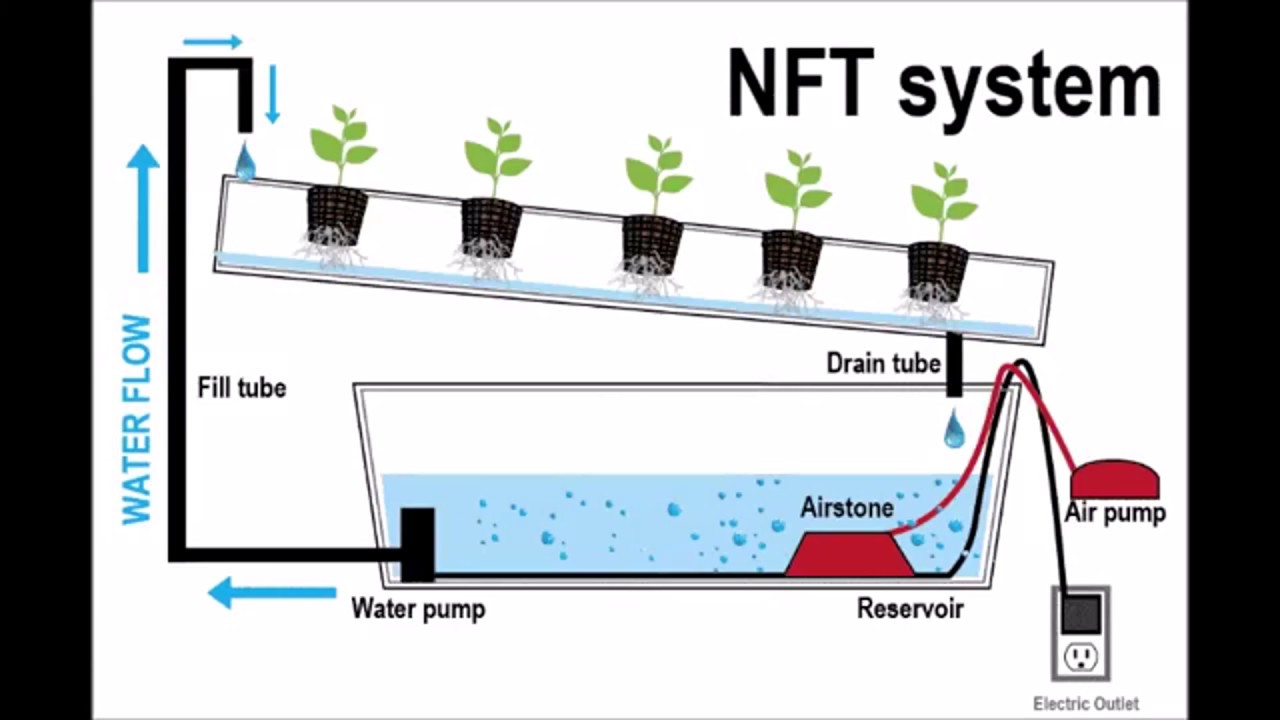 NFT system
WATER FLOW
Fill tube
Drain tube
Airstone
Air pump
Water pump
Reservoir
Electric Outlet